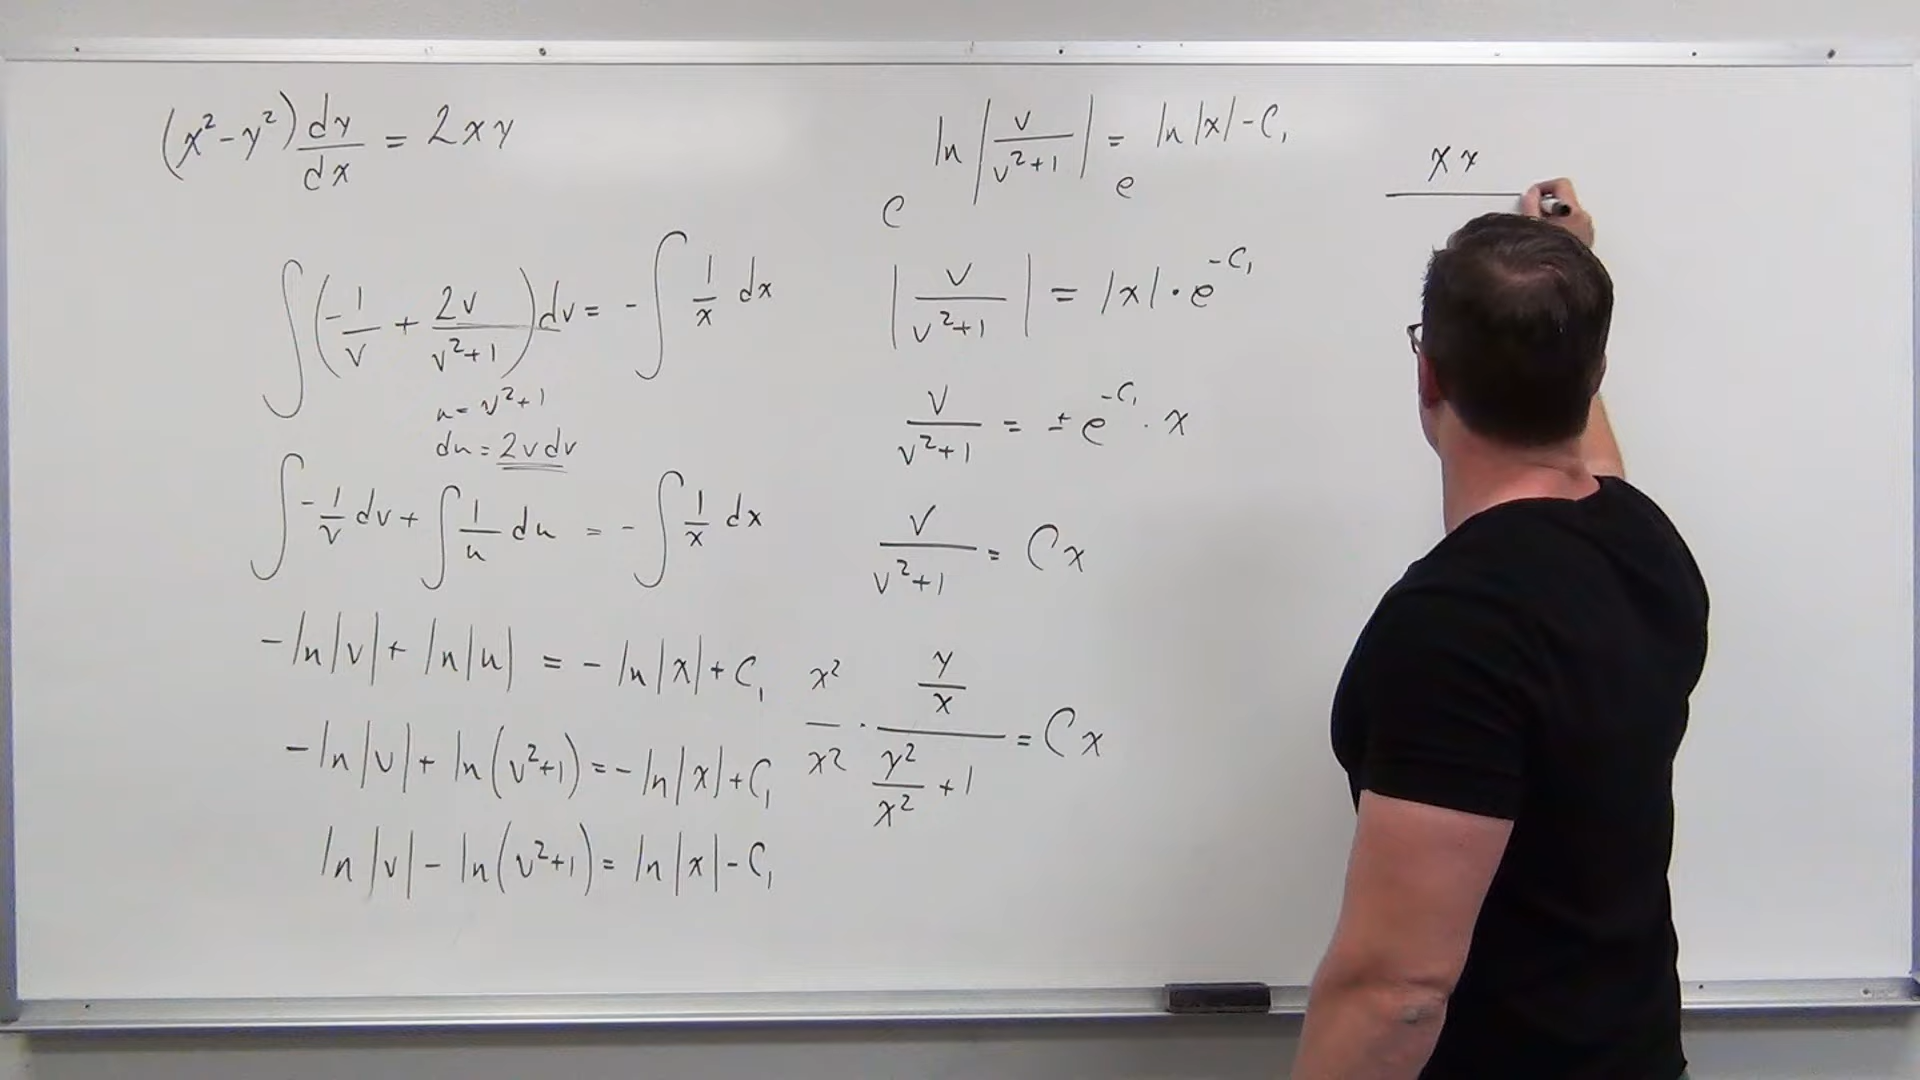 (x²-y²) dy/dx = 2xy
∫(-1/v + 2v/(v²+1)) dv = -∫ 1/x dx
u = v²+1
du = 2v dv
∫ -1/v dv + ∫ 1/u du = -∫ 1/x dx
-ln|v| + ln|u| = -ln|x| + C₁
-ln|v| + ln(v²+1) = -ln|x| + C₁
ln|v| - ln(v²+1) = ln|x| - C₁
e^(ln|v/(v²+1)|) = e^(ln|x| - C₁)
|v/(v²+1)| = |x| · e^(-C₁)
v/(v²+1) = ± e^(-C₁) · x
v/(v²+1) = Cx
x²/x² · (y/x)/(y²/x² + 1) = Cx
xy